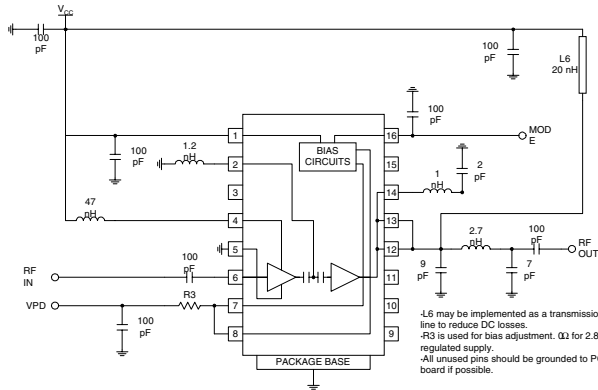 VCC
100
pF
100
pF
L6
20 nH
100
pF
1
16
MOD
E
BIAS
CIRCUITS
100
pF
1.2
nH
2
15
2
pF
1
nH
3
14
47
nH
4
13
2.7
nH
100
pF
RF
OUT
5
12
100
pF
RF
IN
6
11
9
pF
7
pF
R3
VPD
7
10
100
pF
8
9
PACKAGE BASE
-L6 may be implemented as a transmissio
line to reduce DC losses.
-R3 is used for bias adjustment. 0Ω for 2.8
regulated supply.
-All unused pins should be grounded to P
board if possible.